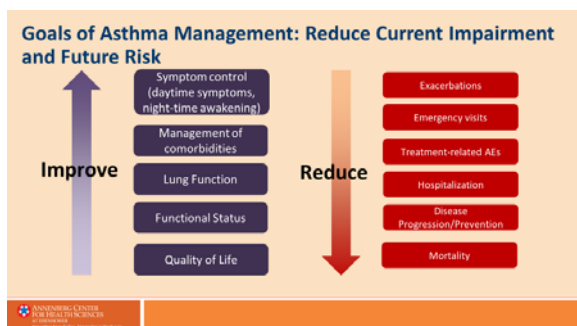 Goals of Asthma Management: Reduce Current Impairment
and Future Risk
Improve
Symptom control
(daytime symptoms,
night-time awakening)
Management of
comorbidities
Lung Function
Functional Status
Quality of Life
Reduce
Exacerbations
Emergency visits
Treatment-related AEs
Hospitalization
Disease
Progression/Prevention
Mortality
ANNENBERG CENTER
FOR HEALTH SCIENCES
AT EISENHOWER